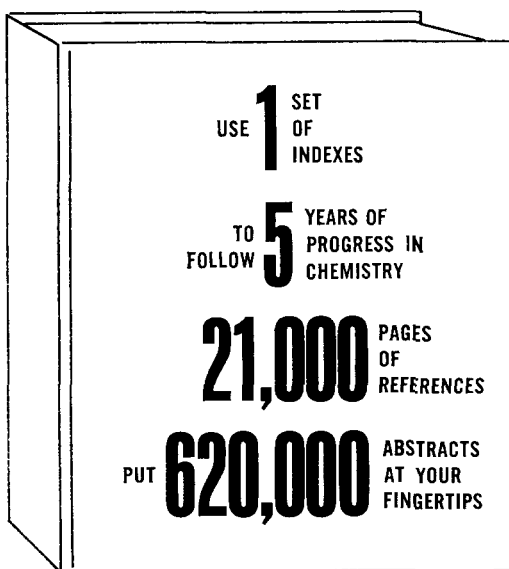 USE 1 SET
OF
INDEXES
TO
FOLLOW 5 YEARS OF
PROGRESS IN
CHEMISTRY
21,000 PAGES
OF
REFERENCES
PUT 620,000 ABSTRACTS
AT YOUR
FINGERTIPS